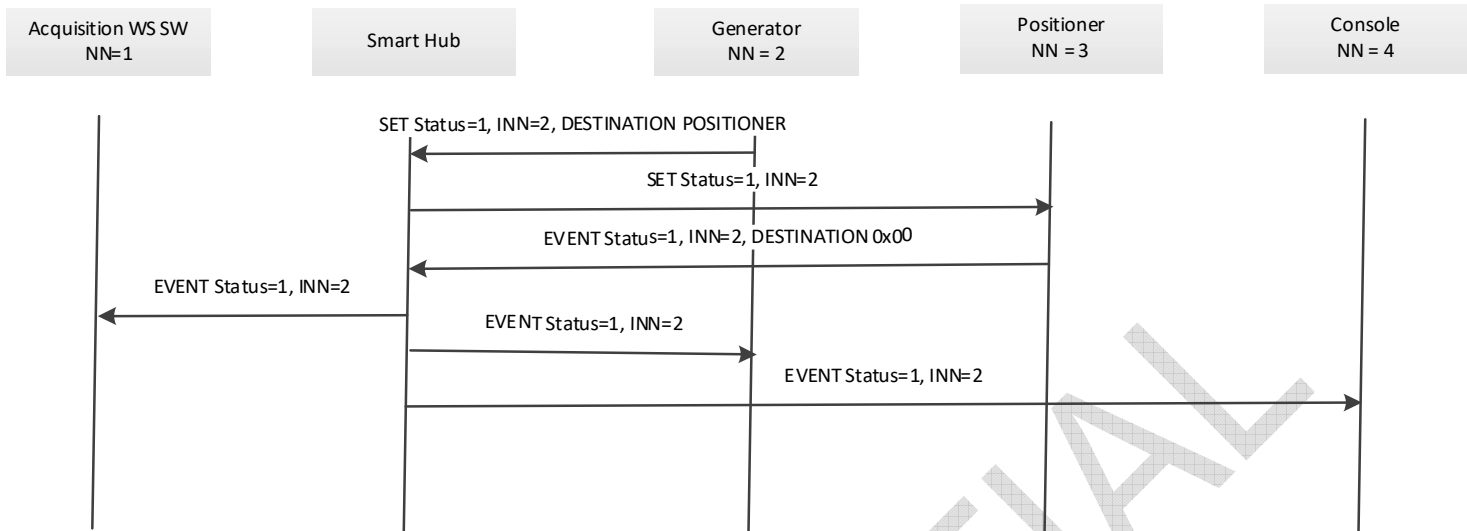 Acquisition WS SW
NN=1
Smart Hub
Generator
NN = 2
Positioner
NN = 3
Console
NN = 4
SET Status=1, INN=2, DESTINATION POSITIONER
SET Status=1, INN=2
EVENT Status=1, INN=2, DESTINATION 0x00
EVENT Status=1, INN=2
EVENT Status=1, INN=2
EVENT Status=1, INN=2
TIAL